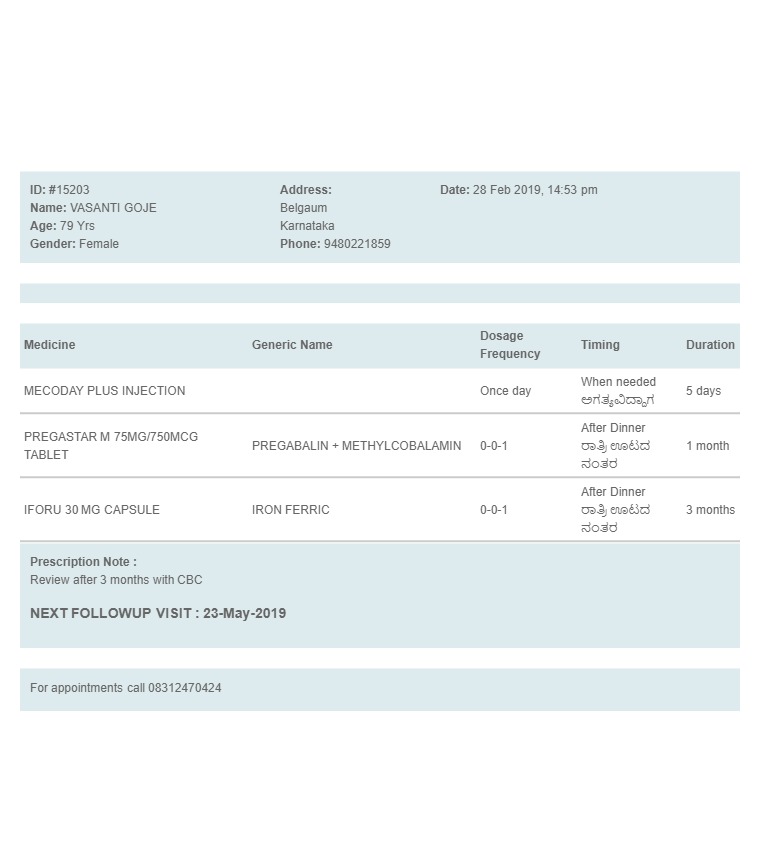 ID: #15203
Name: VASANTI GOJE
Age: 79 Yrs
Gender: Female
Address:
Belgaum
Karnataka
Phone: 9480221859
Date: 28 Feb 2019, 14:53 pm
Medicine Generic Name Dosage Frequency Timing Duration
MECODAY PLUS INJECTION Once day When needed 5 days
ಅಗತ್ಯವಿದ್ದಾಗ
PREGASTAR M 75MG/750MCG
TABLET
PREGABALIN + METHYLCOBALAMIN
0-0-1
After Dinner
ರಾತ್ರಿ ಊಟದ
ನಂತರ
1 month
IFORU 30 MG CAPSULE
IRON FERRIC
0-0-1
After Dinner
ರಾತ್ರಿ ಊಟದ
ನಂತರ
3 months
Prescription Note :
Review after 3 months with CBC
NEXT FOLLOWUP VISIT : 23-May-2019
For appointments call 08312470424